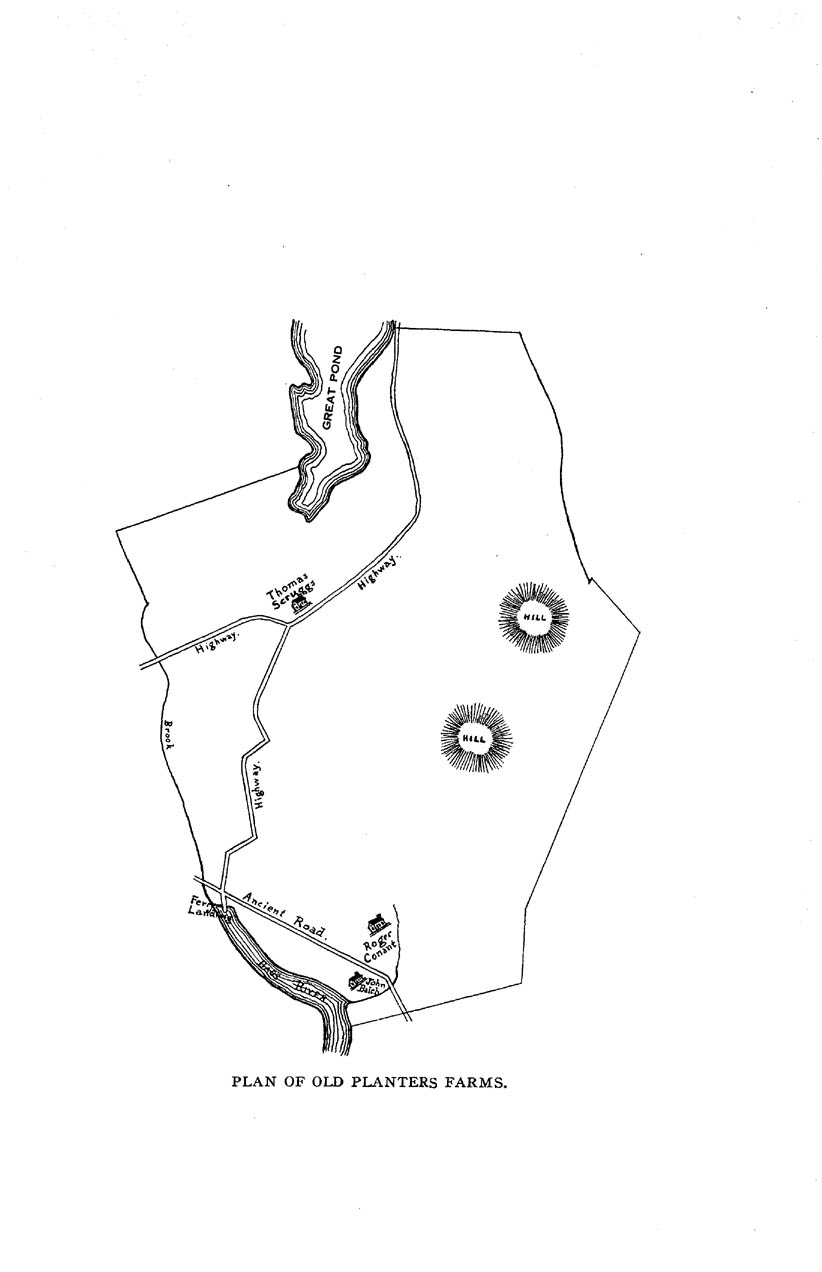 GREAT POND
Thomas
Scruggs
Highway.
Highway.
HILL
Brook
HILL
Highway.
Ferry
Landing
Ancient Road.
Roger
Conant
John
Balch
Bass River
PLAN OF OLD PLANTERS FARMS.